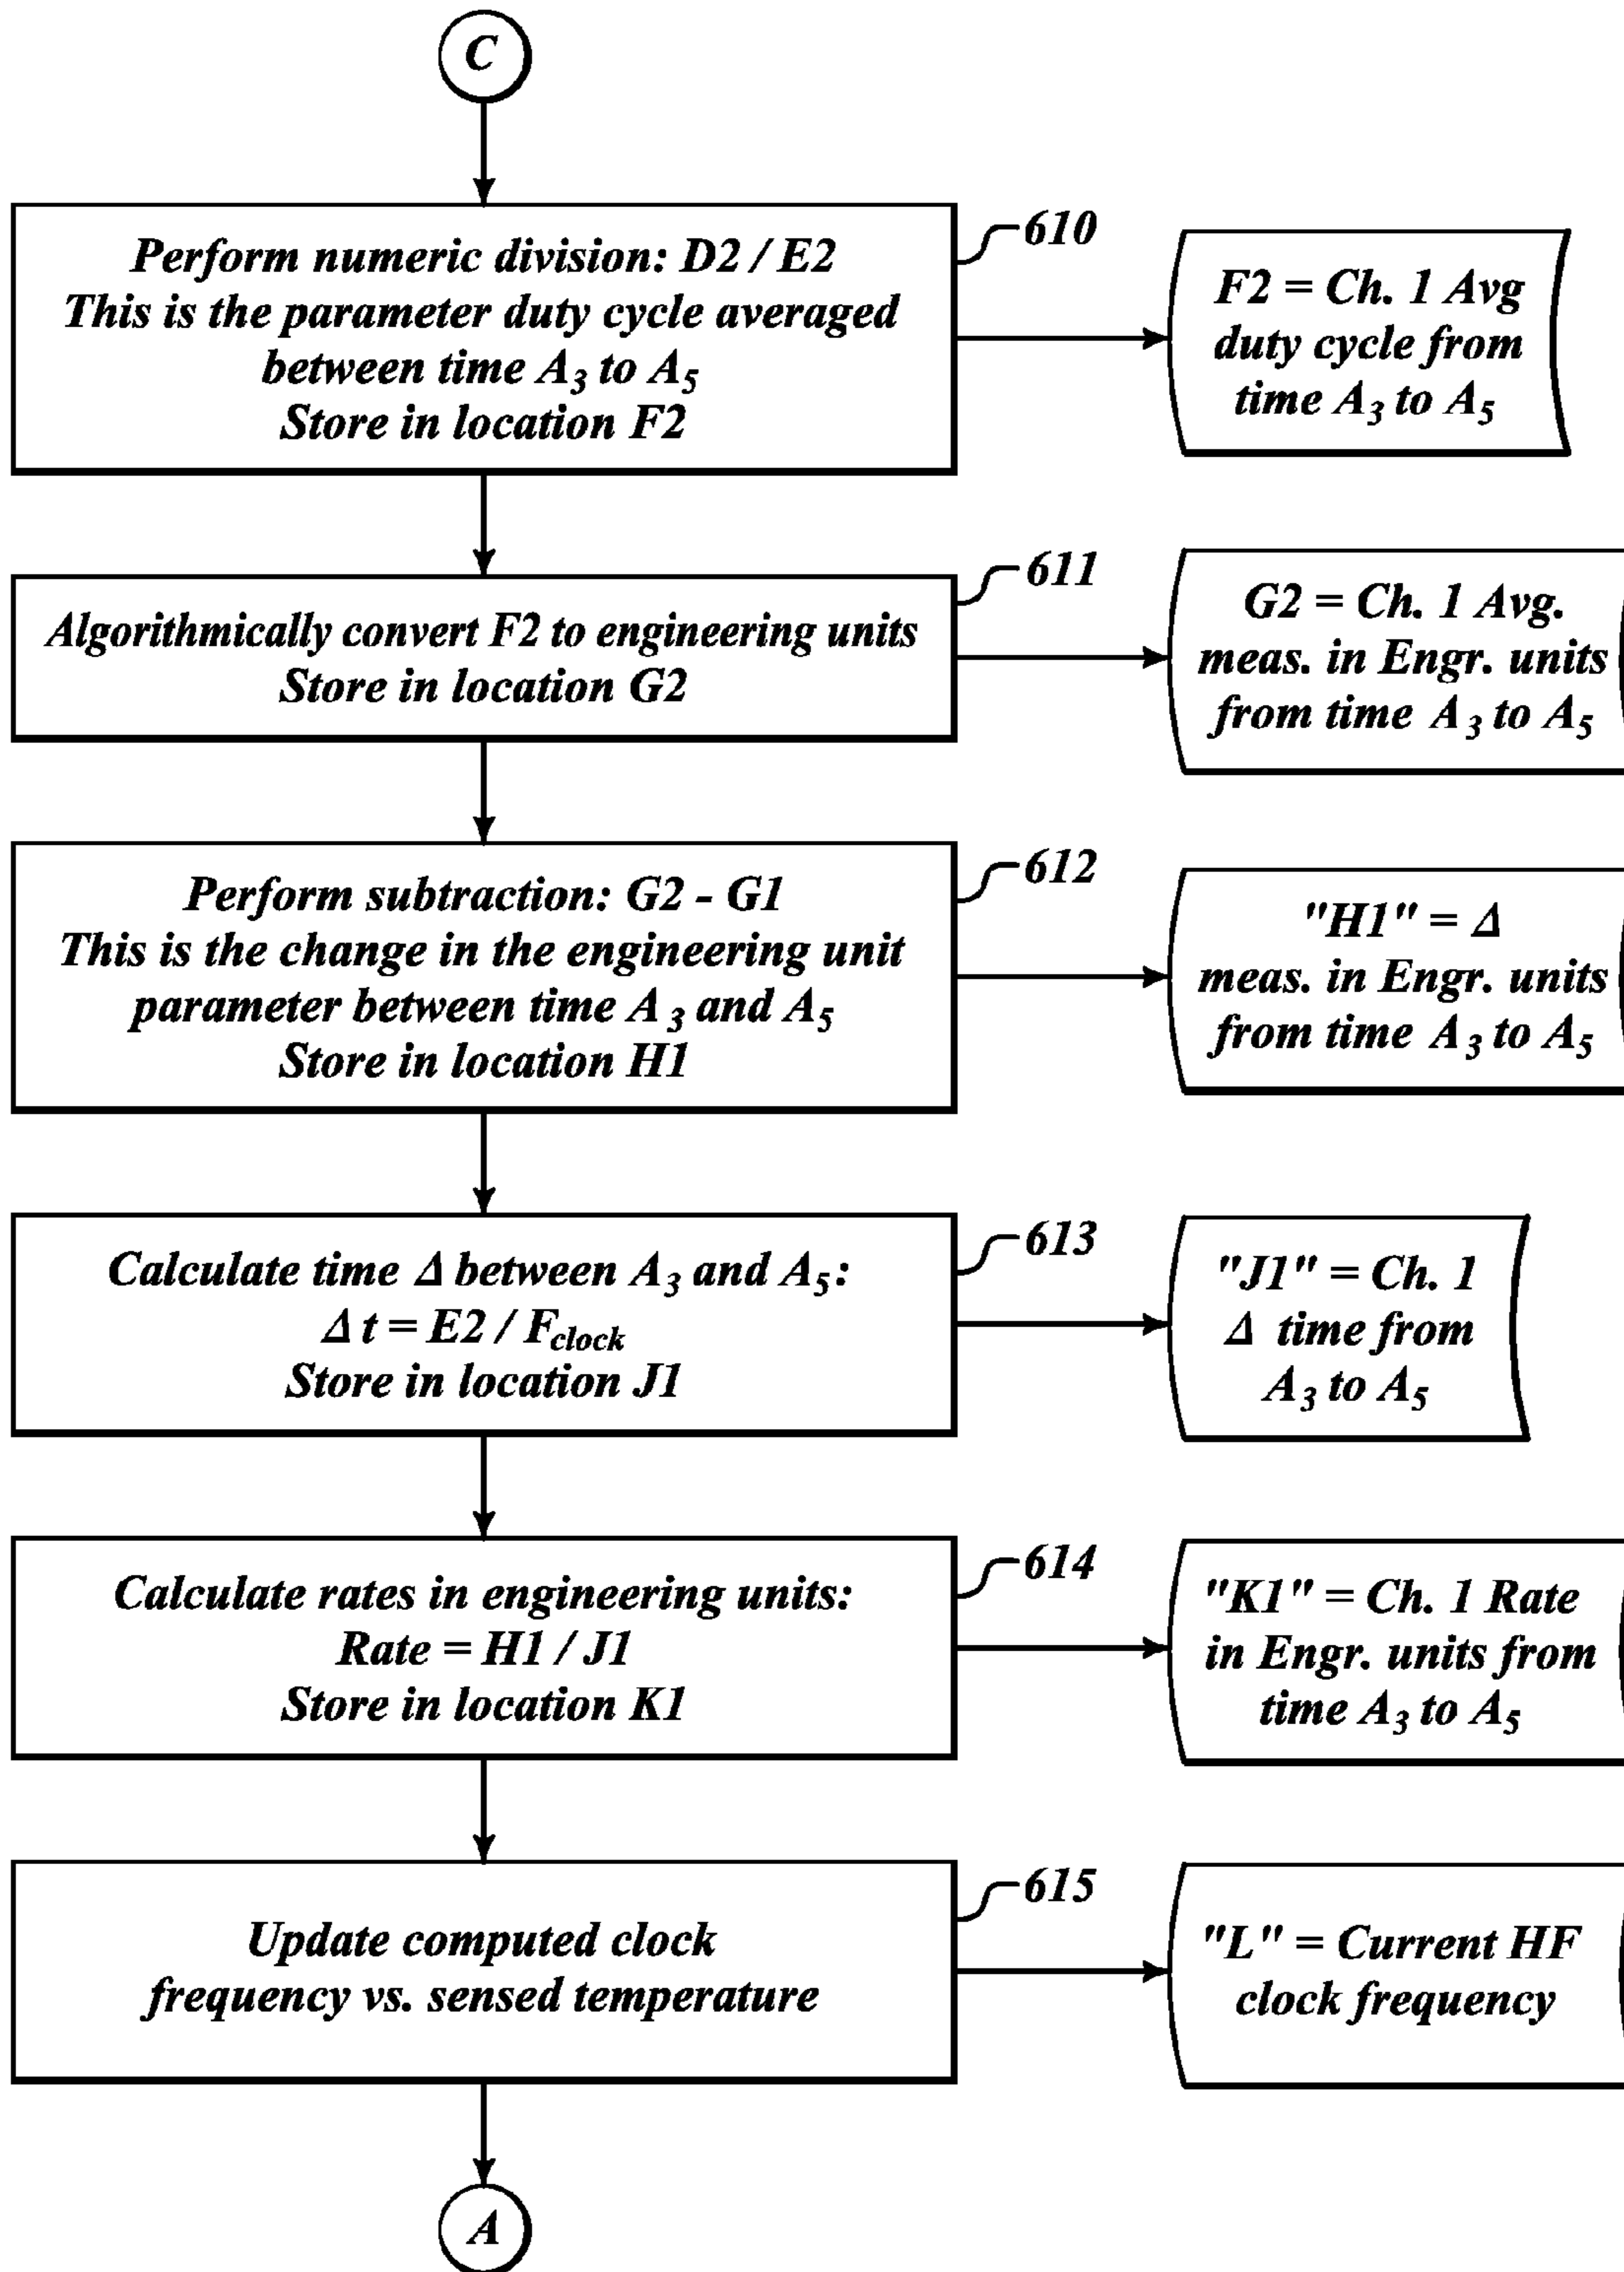 C
Perform numeric division: D2 / E2
This is the parameter duty cycle averaged
between time A₃ to A₅
Store in location F2
610
F2 = Ch. 1 Avg
duty cycle from
time A₃ to A₅
Algorithmically convert F2 to engineering units
Store in location G2
611
G2 = Ch. 1 Avg.
meas. in Engr. units
from time A₃ to A₅
Perform subtraction: G2 - G1
This is the change in the engineering unit
parameter between time A₃ and A₅
Store in location H1
612
"H1" = Δ
meas. in Engr. units
from time A₃ to A₅
Calculate time Δ between A₃ and A₅:
Δ t = E2 / F_clock
Store in location J1
613
"J1" = Ch. 1
Δ time from
A₃ to A₅
Calculate rates in engineering units:
Rate = H1 / J1
Store in location K1
614
"K1" = Ch. 1 Rate
in Engr. units from
time A₃ to A₅
Update computed clock
frequency vs. sensed temperature
615
"L" = Current HF
clock frequency
A